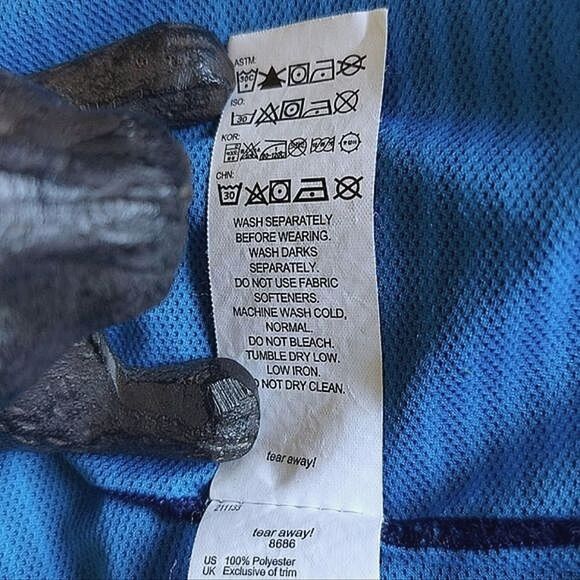 ASTM:
30C
ISO:
30
KOR:
CHN:
30
WASH SEPARATELY
BEFORE WEARING.
WASH DARKS
SEPARATELY.
DO NOT USE FABRIC
SOFTENERS.
MACHINE WASH COLD,
NORMAL.
DO NOT BLEACH.
TUMBLE DRY LOW.
LOW IRON.
NOT DRY CLEAN.
tear away!
211133
tear away!
8686
US 100% Polyester
UK Exclusive of trim